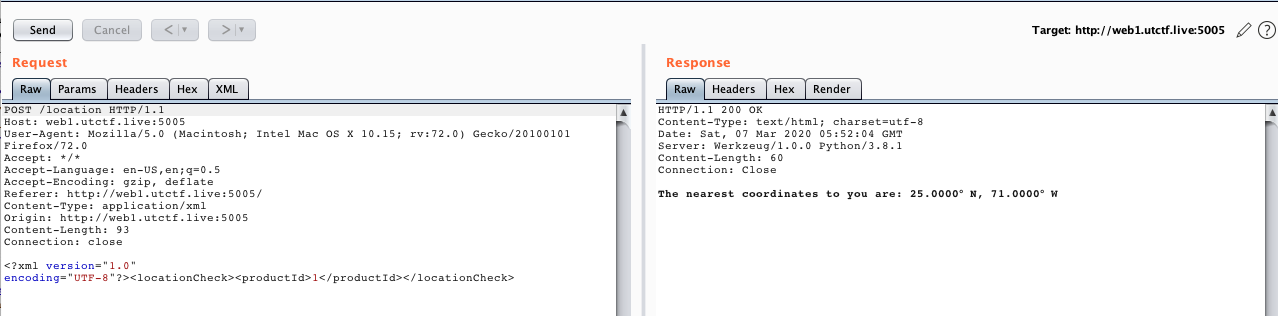 Send Cancel < > Target: http://web1.utctf.live:5005 ?
Request
Raw Params Headers Hex XML
POST /location HTTP/1.1
Host: web1.utctf.live:5005
User-Agent: Mozilla/5.0 (Macintosh; Intel Mac OS X 10.15; rv:72.0) Gecko/20100101
Firefox/72.0
Accept: */*
Accept-Language: en-US,en;q=0.5
Accept-Encoding: gzip, deflate
Referer: http://web1.utctf.live:5005/
Content-Type: application/xml
Origin: http://web1.utctf.live:5005
Content-Length: 93
Connection: close
<?xml version="1.0"
encoding="UTF-8"?><locationCheck><productId>1</productId></locationCheck>
Response
Raw Headers Hex Render
HTTP/1.1 200 OK
Content-Type: text/html; charset=utf-8
Date: Sat, 07 Mar 2020 05:52:04 GMT
Server: Werkzeug/1.0.0 Python/3.8.1
Content-Length: 60
Connection: Close
The nearest coordinates to you are: 25.0000° N, 71.0000° W